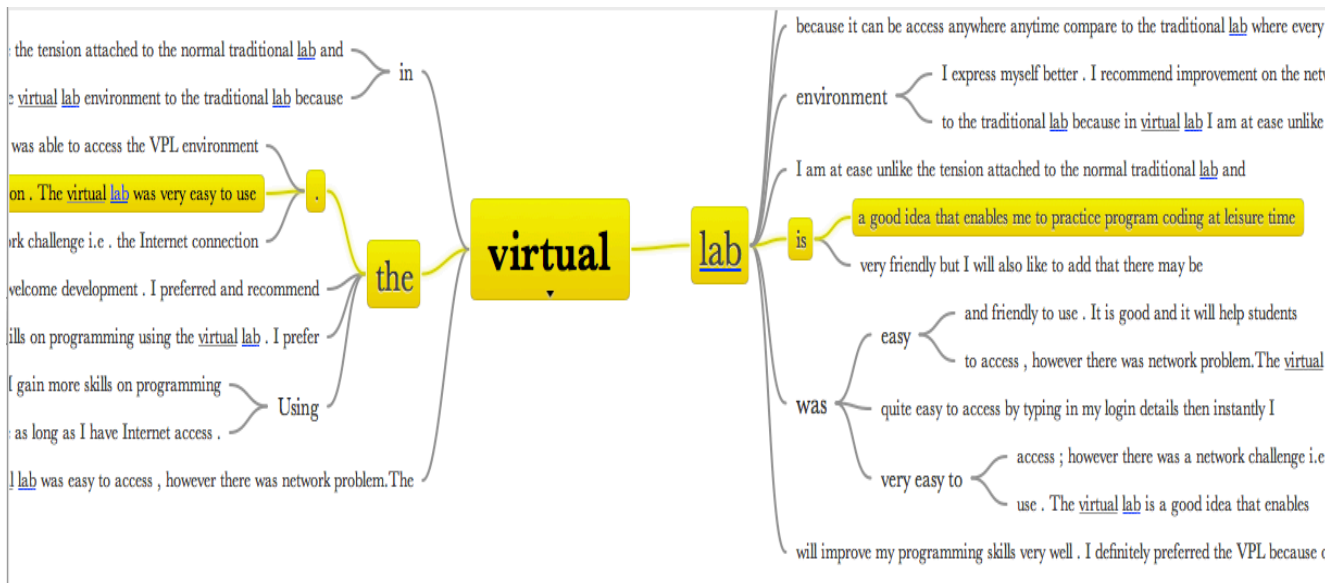 the tension attached to the normal traditional lab and
in
virtual lab environment to the traditional lab because
was able to access the VPL environment
on . The virtual lab was very easy to use
.
challenge i.e . the Internet connection
the
welcome development . I preferred and recommend
on programming using the virtual lab . I prefer
I gain more skills on programming
Using
as long as I have Internet access .
lab was easy to access , however there was network problem.The
virtual
lab
because it can be access anywhere anytime compare to the traditional lab where every
environment
I express myself better . I recommend improvement on the
to the traditional lab because in virtual lab I am at ease unlike
I am at ease unlike the tension attached to the normal traditional lab and
is
a good idea that enables me to practice program coding at leisure time
very friendly but I will also like to add that there may be
was
easy
and friendly to use . It is good and it will help students
to access , however there was network problem.The virtual
quite easy to access by typing in my login details then instantly I
very easy to
access ; however there was a network challenge i.e
use . The virtual lab is a good idea that enables
will improve my programming skills very well . I definitely preferred the VPL because